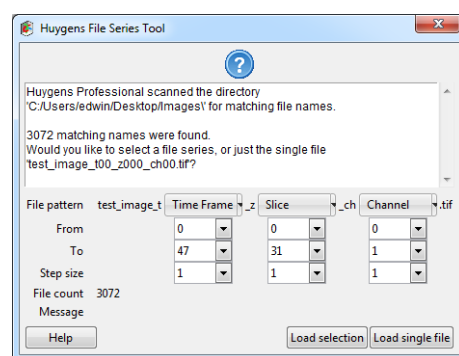 Huygens File Series Tool
?
Huygens Professional scanned the directory
'C:/Users/edwin/Desktop/Images\' for matching file names.
3072 matching names were found.
Would you like to select a file series, or just the single file
'test_image_t00_z000_ch00.tif'?
File pattern test_image_t Time Frame _z Slice _ch Channel .tif
From 0 0 0
To 47 31 1
Step size 1 1 1
File count 3072
Message
Help Load selection Load single file